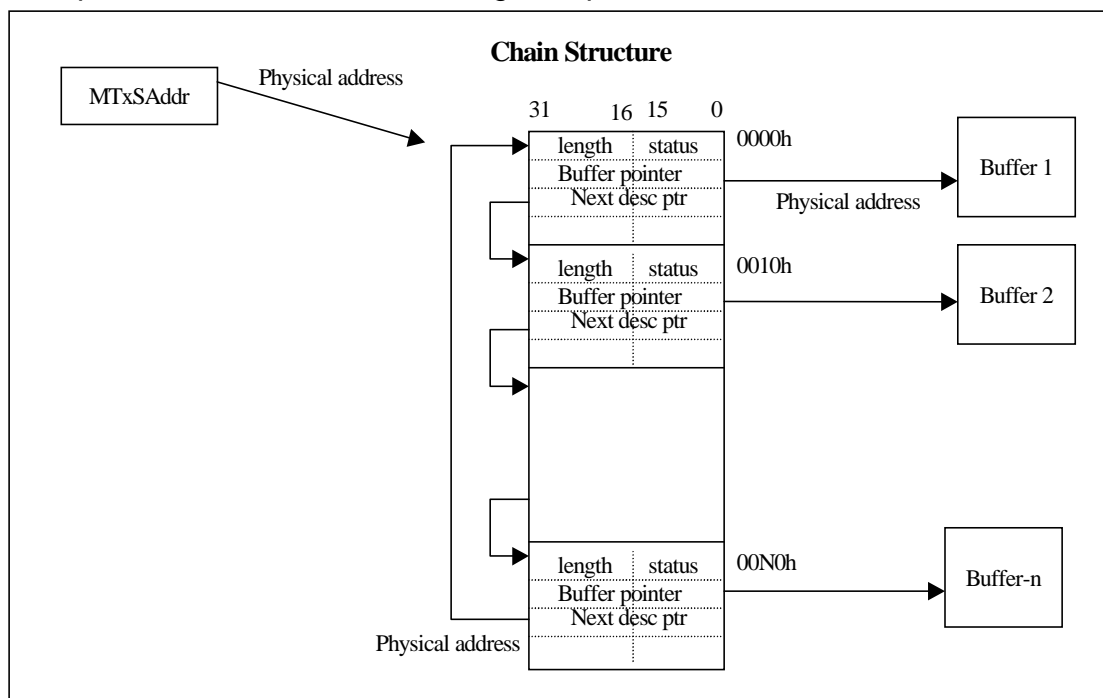 Chain Structure
Physical address
MTxSAddr
31 16 15 0
length status 0000h
Buffer pointer
Next desc ptr
Physical address
Buffer 1
length status 0010h
Buffer pointer
Next desc ptr
Buffer 2
length status 00N0h
Buffer pointer
Next desc ptr
Buffer-n
Physical address